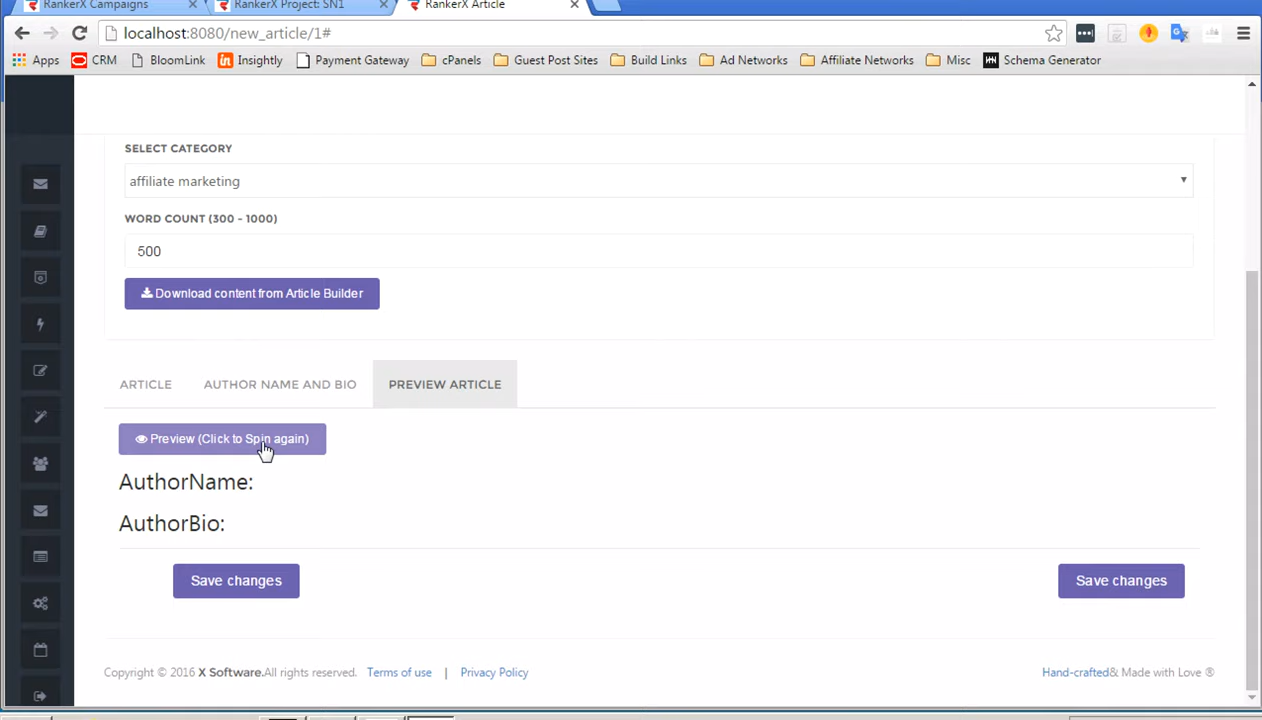 RankerX Campaigns
RankerX Project: SN1
RankerX Article
localhost:8080/new_article/1#
Apps CRM BloomLink Insightly Payment Gateway cPanels Guest Post Sites Build Links Ad Networks Affiliate Networks Misc Schema Generator
SELECT CATEGORY
affiliate marketing
WORD COUNT (300 - 1000)
500
Download content from Article Builder
ARTICLE AUTHOR NAME AND BIO PREVIEW ARTICLE
Preview (Click to Spin again)
AuthorName:
AuthorBio:
Save changes Save changes
Copyright © 2016 X Software.All rights reserved. Terms of use | Privacy Policy Hand-crafted& Made with Love ®